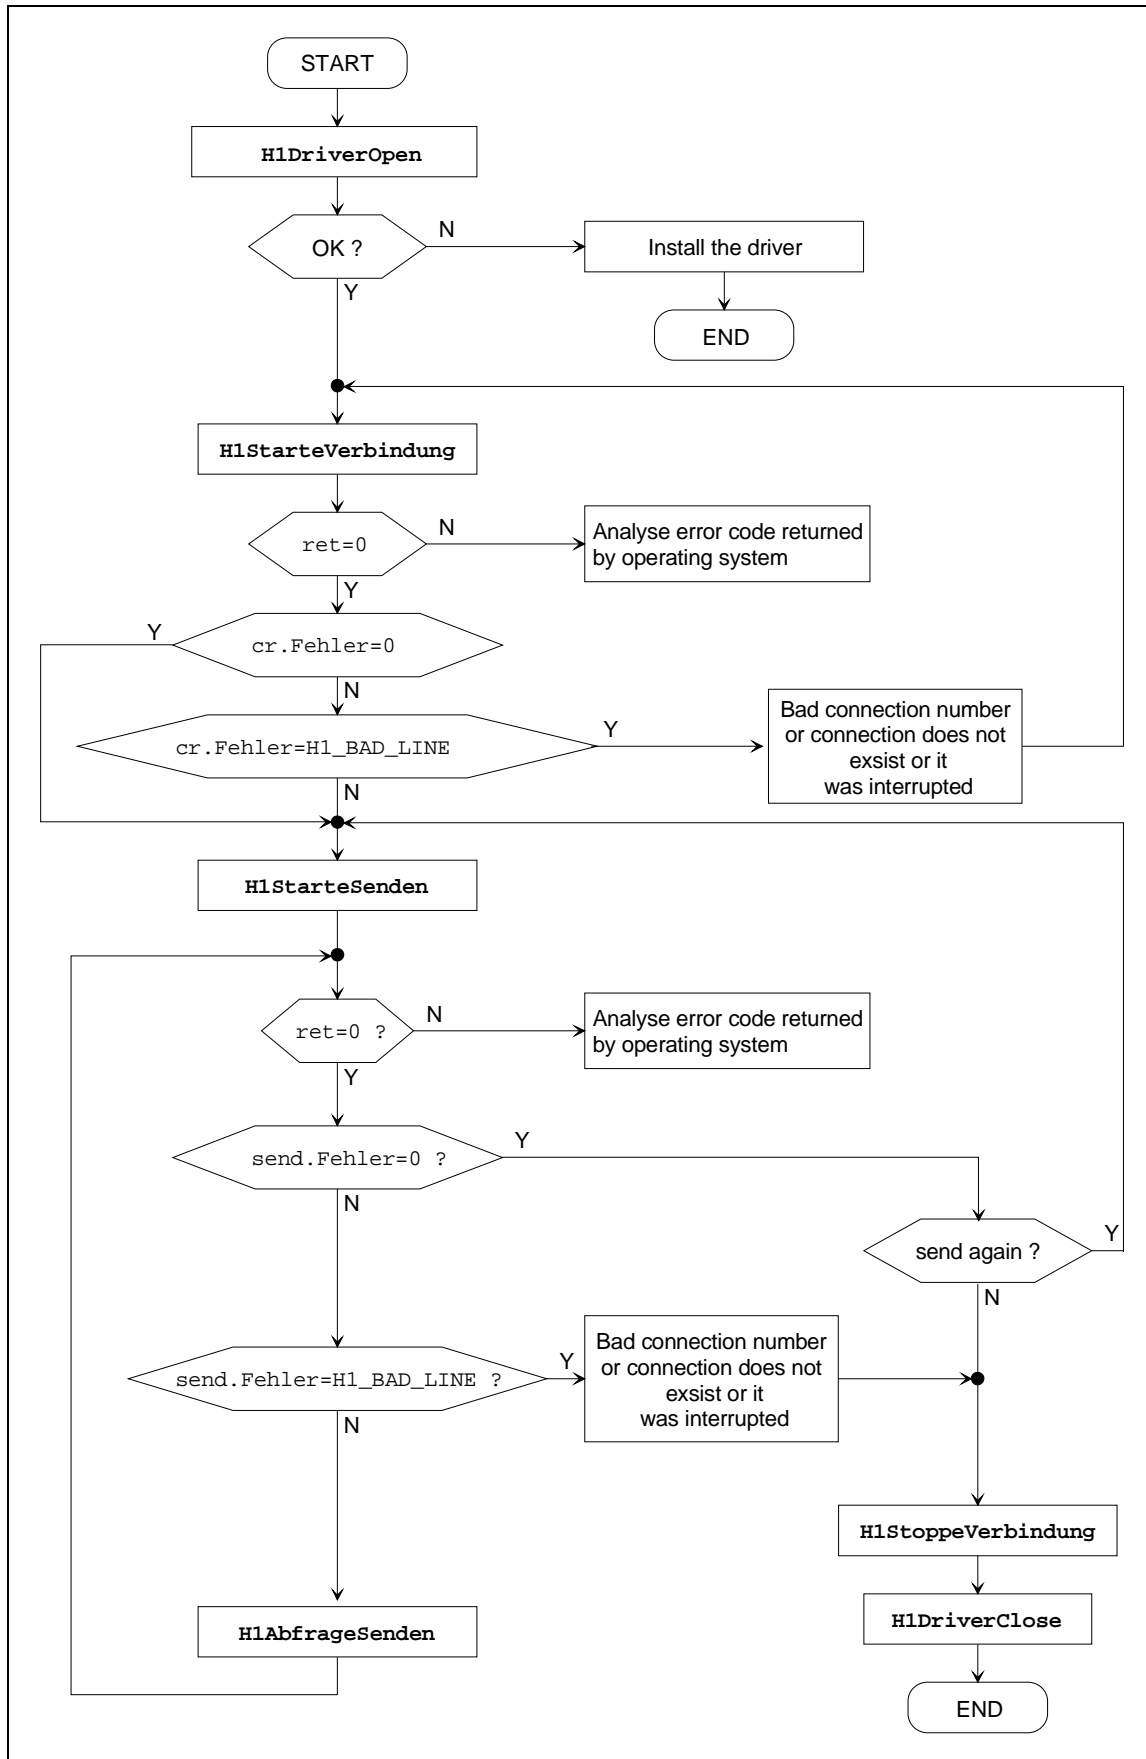 START
H1DriverOpen
OK ?
N
Install the driver
Y
END
H1StarteVerbindung
ret=0
N
Analyse error code returned
by operating system
Y
Y
cr.Fehler=0
N
cr.Fehler=H1_BAD_LINE
Y
Bad connection number
or connection does not
exsist or it
was interrupted
N
H1StarteSenden
ret=0 ?
N
Analyse error code returned
by operating system
Y
send.Fehler=0 ?
Y
N
send again ?
Y
N
send.Fehler=H1_BAD_LINE ?
Y
Bad connection number
or connection does not
exsist or it
was interrupted
N
H1StoppeVerbindung
H1AbfrageSenden
H1DriverClose
END